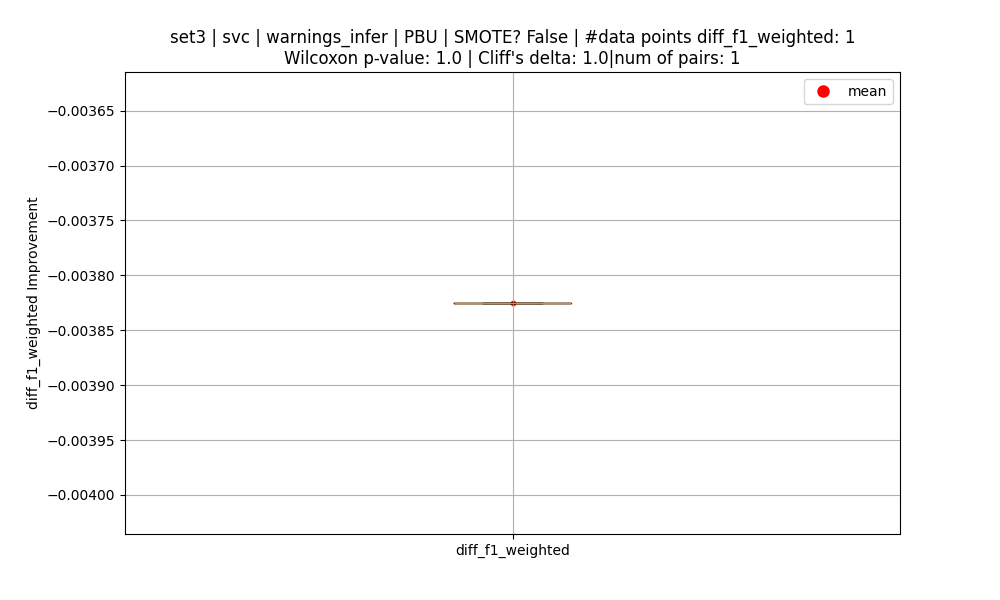 set3 | svc | warnings_infer | PBU | SMOTE? False | #data points diff_f1_weighted: 1
Wilcoxon p-value: 1.0 | Cliff's delta: 1.0|num of pairs: 1
mean
−0.00365
−0.00370
−0.00375
−0.00380
−0.00385
−0.00390
−0.00395
−0.00400
diff_f1_weighted Improvement
diff_f1_weighted